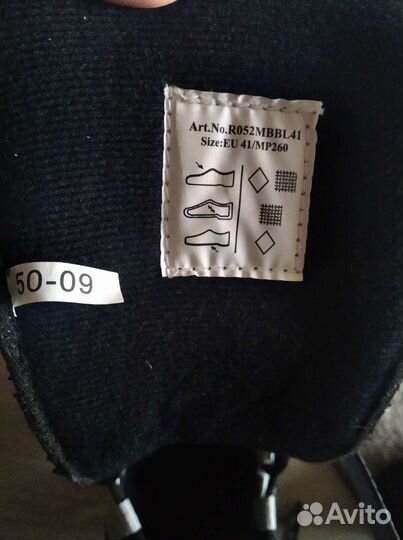 Art.No.R052MBBL41
Size:EU 41/MP260
50-09
Avito